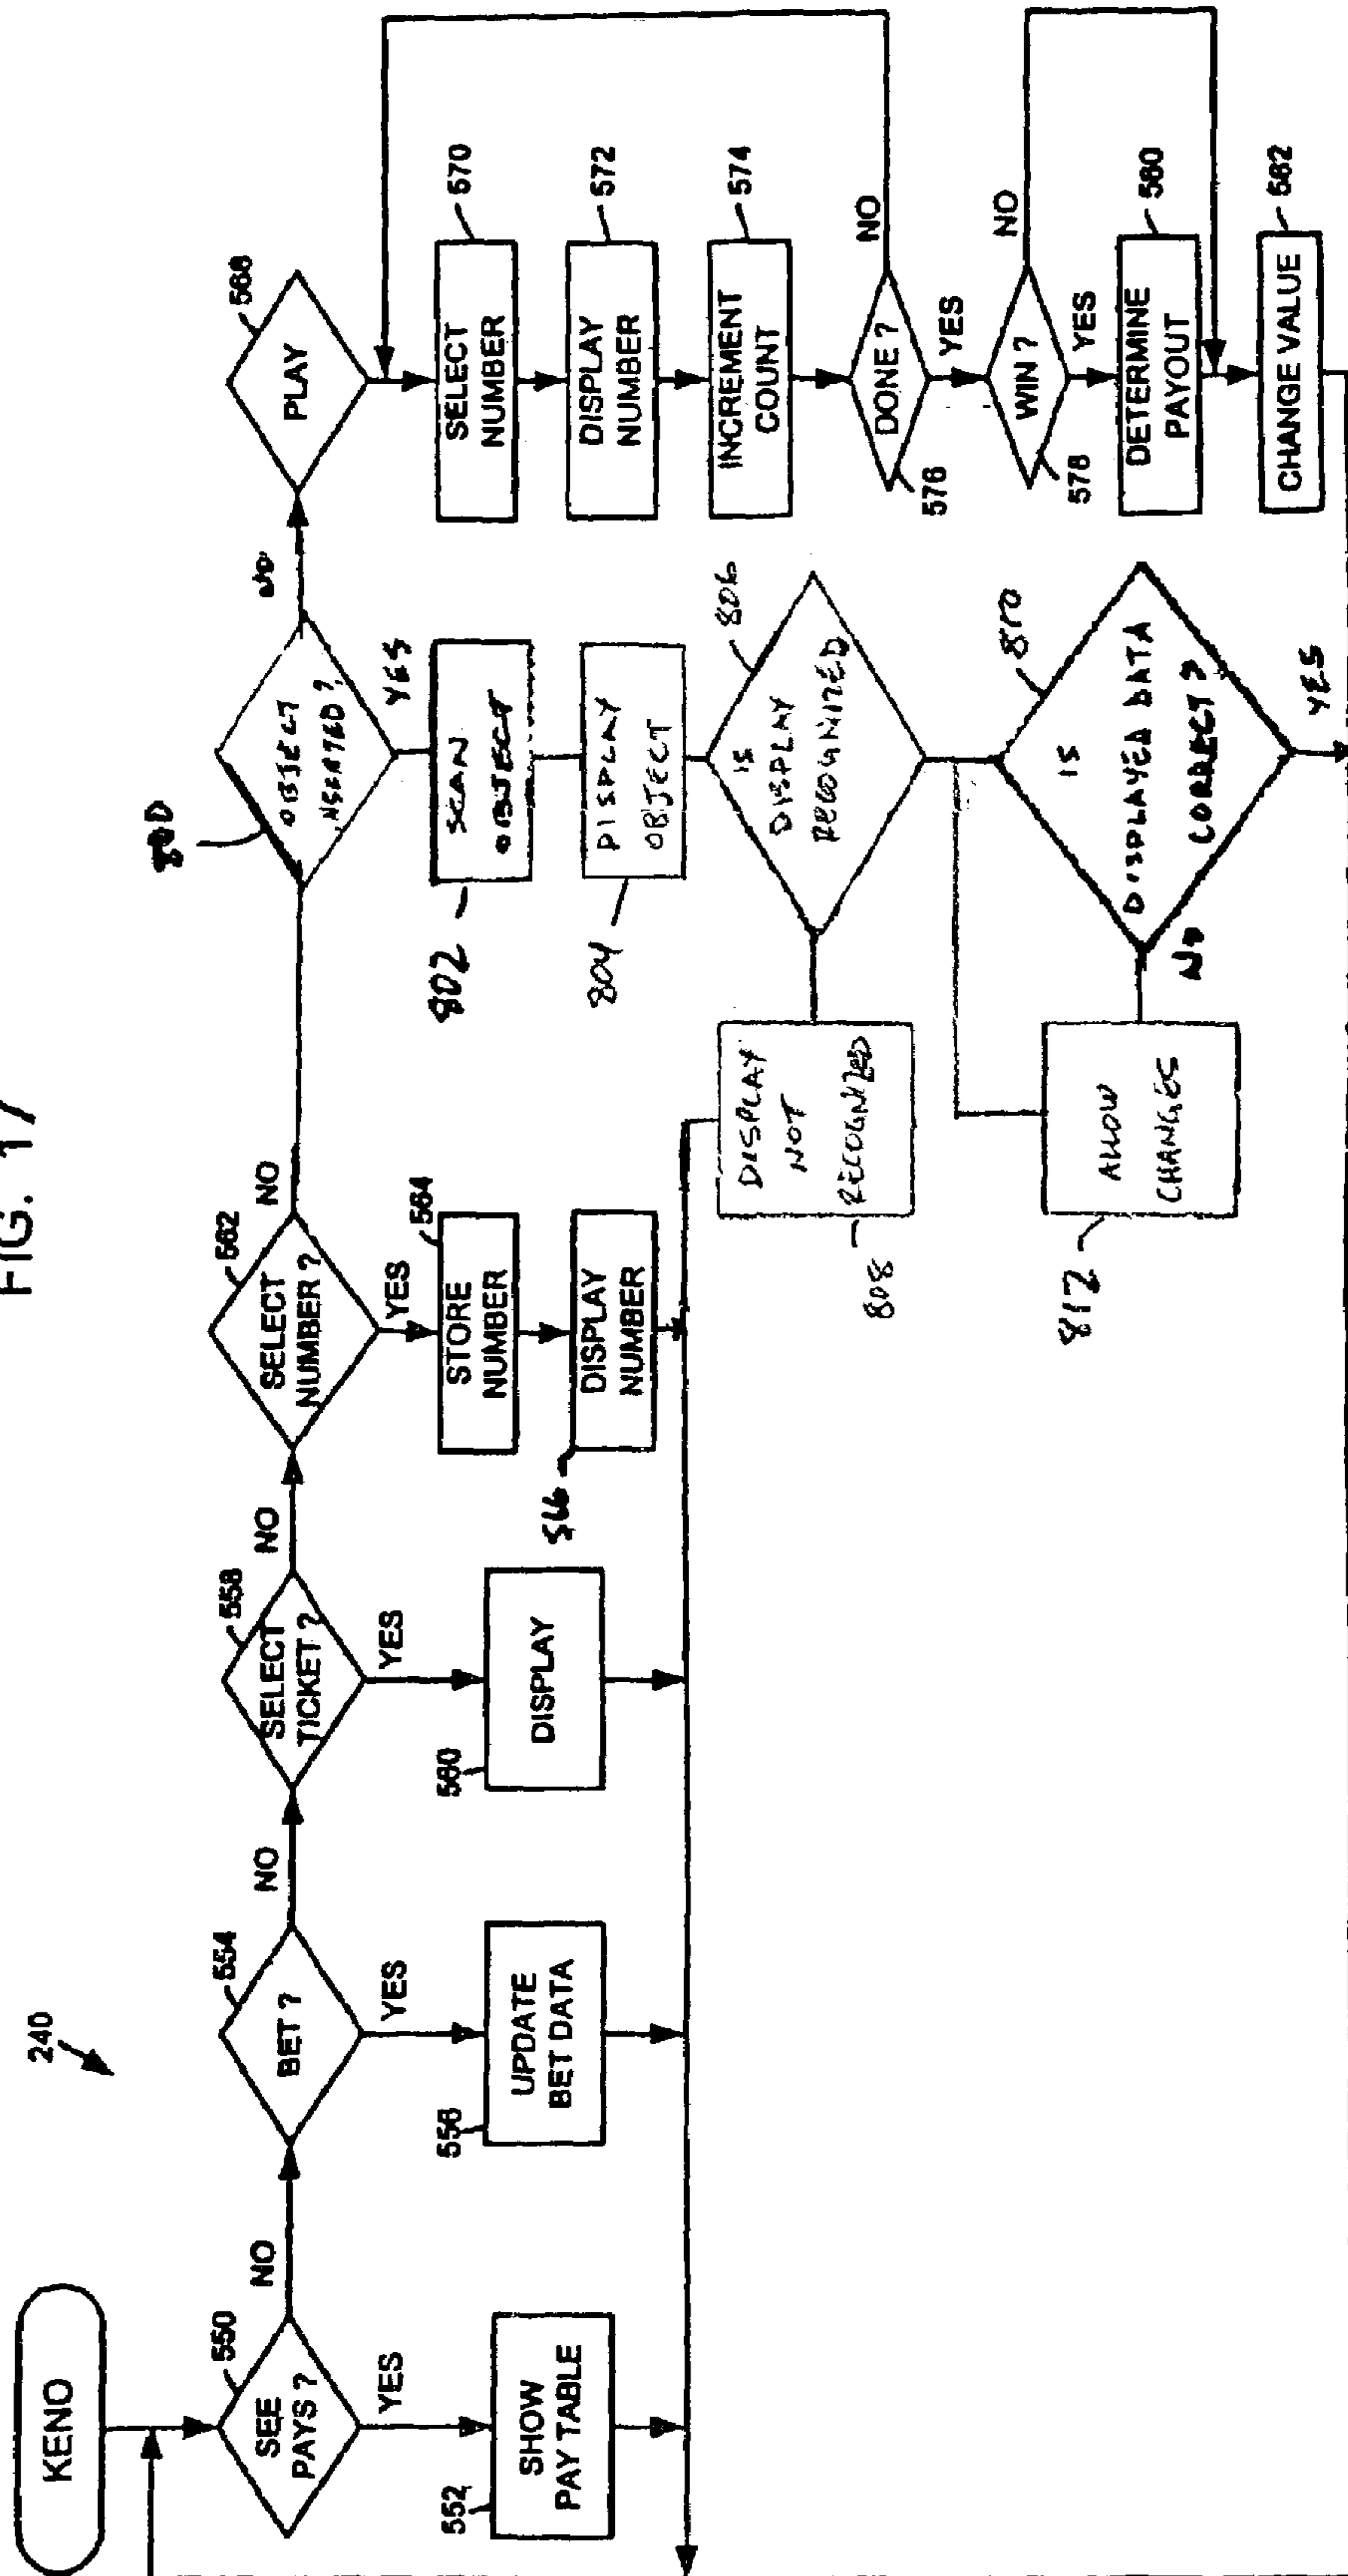 FIG. 17
240
KENO
550
SEE
PAYS ?
NO
YES
552
SHOW
PAY TABLE
554
BET ?
NO
YES
556
UPDATE
BET DATA
558
SELECT
TICKET ?
NO
YES
560
DISPLAY
562
SELECT
NUMBER ?
NO
YES
564
STORE
NUMBER
566
DISPLAY
NUMBER
800
OBJECT
INSERTED ?
NO
YES
802
SCAN
OBJECT
804
DISPLAY
OBJECT
806
IS
DISPLAY
RECOGNIZED
808
DISPLAY
NOT
RECOGNIZED
810
IS
DISPLAYED DATA
CORRECT ?
NO
YES
812
ALLOW
CHANGES
568
PLAY
570
SELECT
NUMBER
572
DISPLAY
NUMBER
574
INCREMENT
COUNT
576
DONE ?
NO
YES
578
WIN ?
NO
YES
580
DETERMINE
PAYOUT
582
CHANGE VALUE